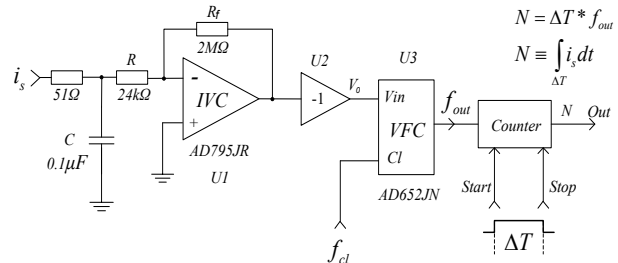 N = ΔT * f_out
N ≡ ∫_ΔT i_s dt
R_f
2MΩ
i_s
51Ω
R
24kΩ
C
0.1μF
-
+
IVC
AD795JR
U1
U2
-1
V_0
U3
Vin
VFC
Cl
AD652JN
f_cl
f_out
Counter
N
Out
Start
Stop
ΔT